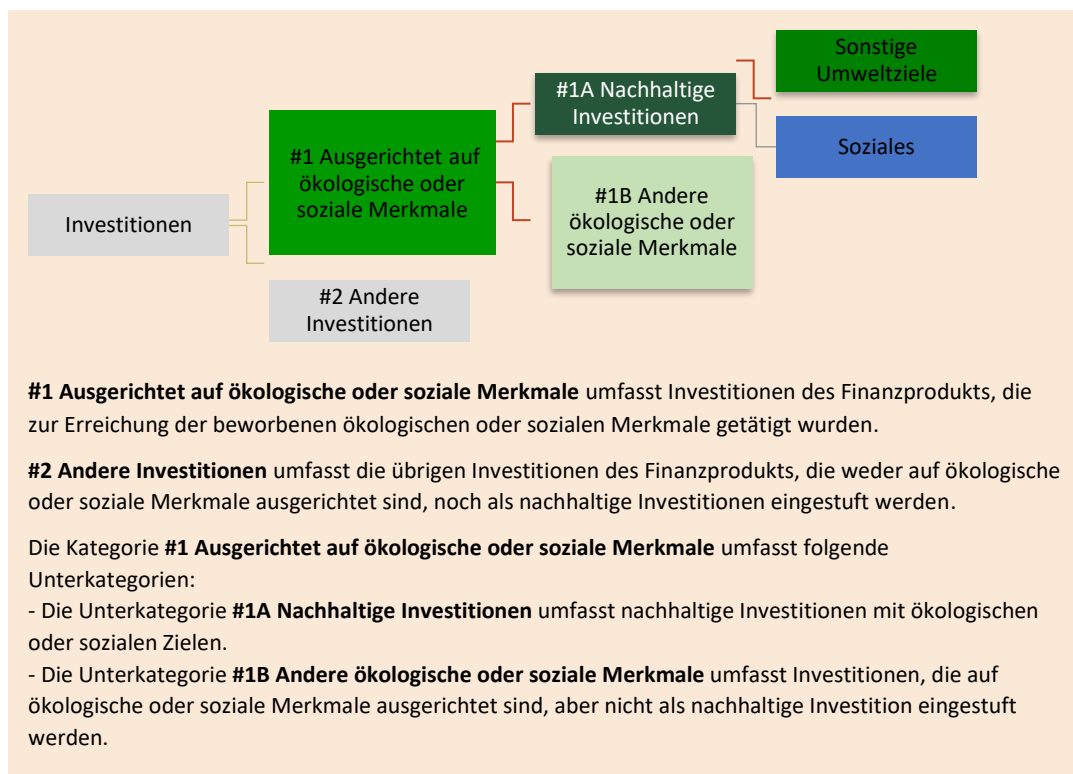 Sonstige
Umweltziele
#1A Nachhaltige
Investitionen
Soziales
#1 Ausgerichtet auf
ökologische oder
soziale Merkmale
#1B Andere
ökologische oder
soziale Merkmale
Investitionen
#2 Andere
Investitionen
#1 Ausgerichtet auf ökologische oder soziale Merkmale umfasst Investitionen des Finanzprodukts, die
zur Erreichung der beworbenen ökologischen oder sozialen Merkmale getätigt wurden.
#2 Andere Investitionen umfasst die übrigen Investitionen des Finanzprodukts, die weder auf ökologische
oder soziale Merkmale ausgerichtet sind, noch als nachhaltige Investitionen eingestuft werden.
Die Kategorie #1 Ausgerichtet auf ökologische oder soziale Merkmale umfasst folgende
Unterkategorien:
- Die Unterkategorie #1A Nachhaltige Investitionen umfasst nachhaltige Investitionen mit ökologischen
oder sozialen Zielen.
- Die Unterkategorie #1B Andere ökologische oder soziale Merkmale umfasst Investitionen, die auf
ökologische oder soziale Merkmale ausgerichtet sind, aber nicht als nachhaltige Investition eingestuft
werden.